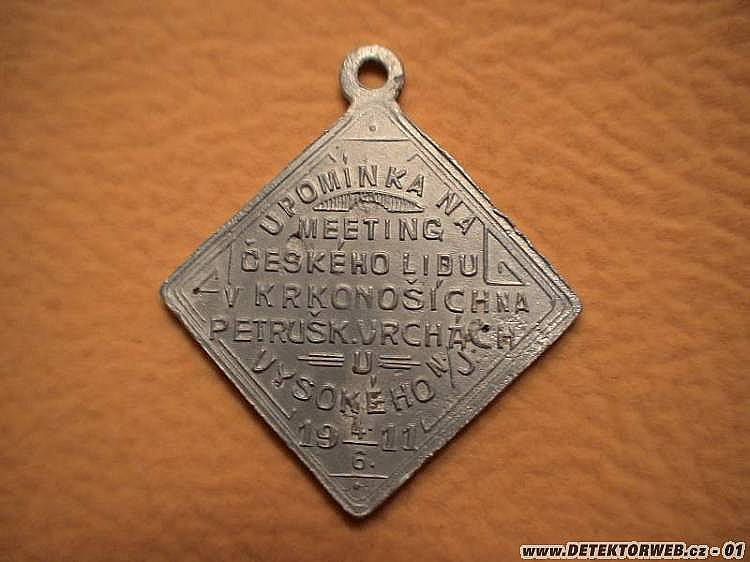 UPOMÍNKA NA
MEETING
ČESKÉHO LIDU
V KRKONOŠÍCH NA
PETRUŠK. VRCHÁCH
U
VYSOKÉHO N./J.
19 4. 11
6.
www.DETEKTORWEB.cz - 01